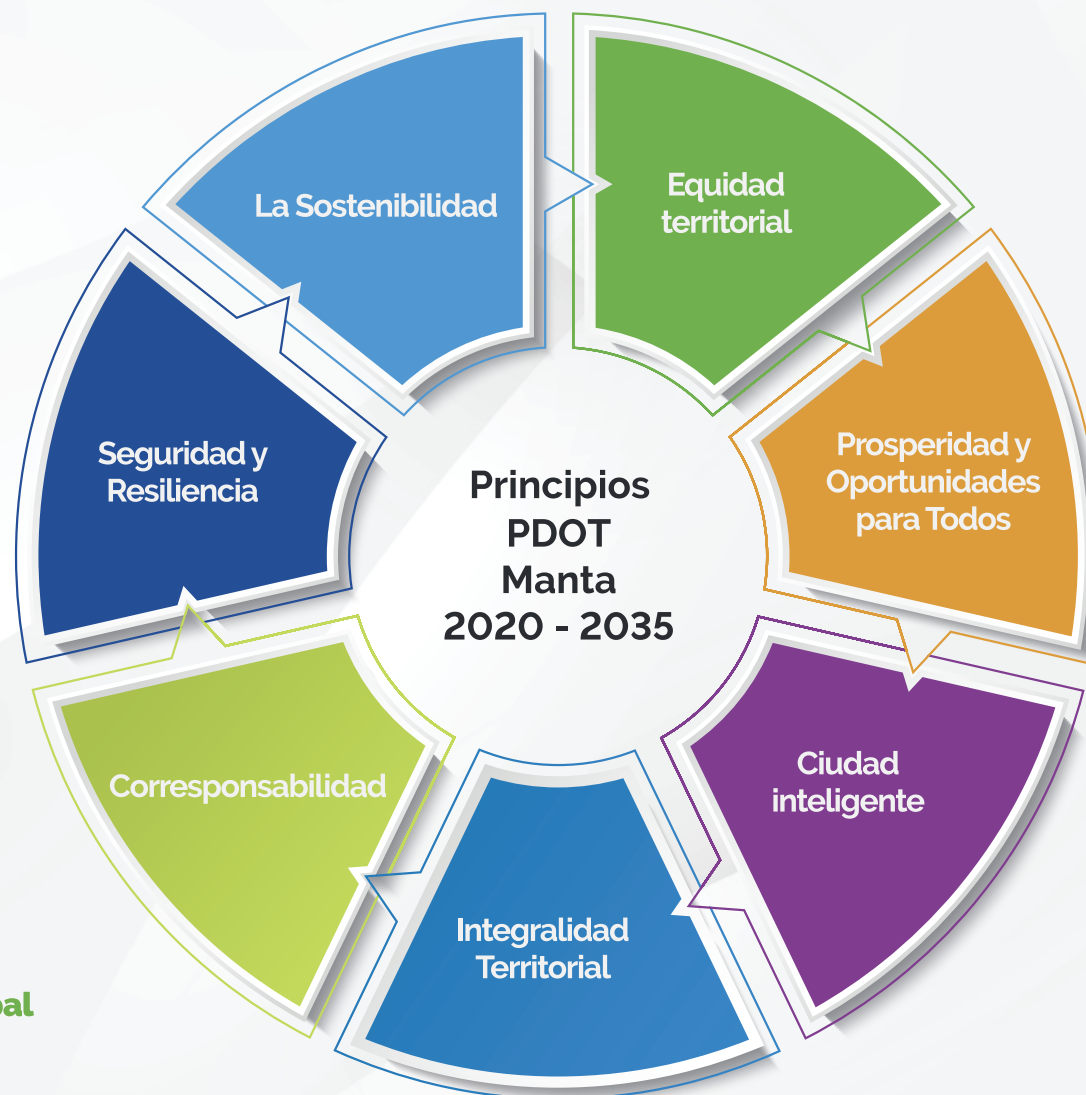 La Sostenibilidad
Equidad
territorial
Prosperidad y
Oportunidades
para Todos
Ciudad
inteligente
Integralidad
Territorial
Corresponsabilidad
Seguridad y
Resiliencia
Principios
PDOT
Manta
2020 - 2035